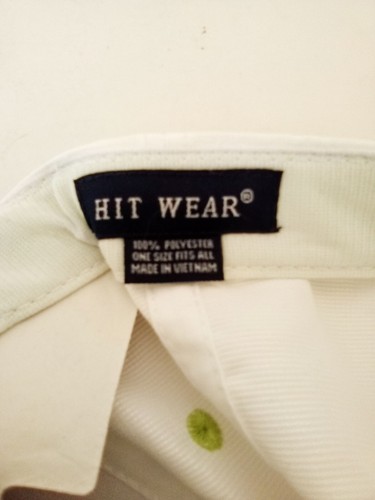 HIT WEAR®
100% POLYESTER
ONE SIZE FITS ALL
MADE IN VIETNAM